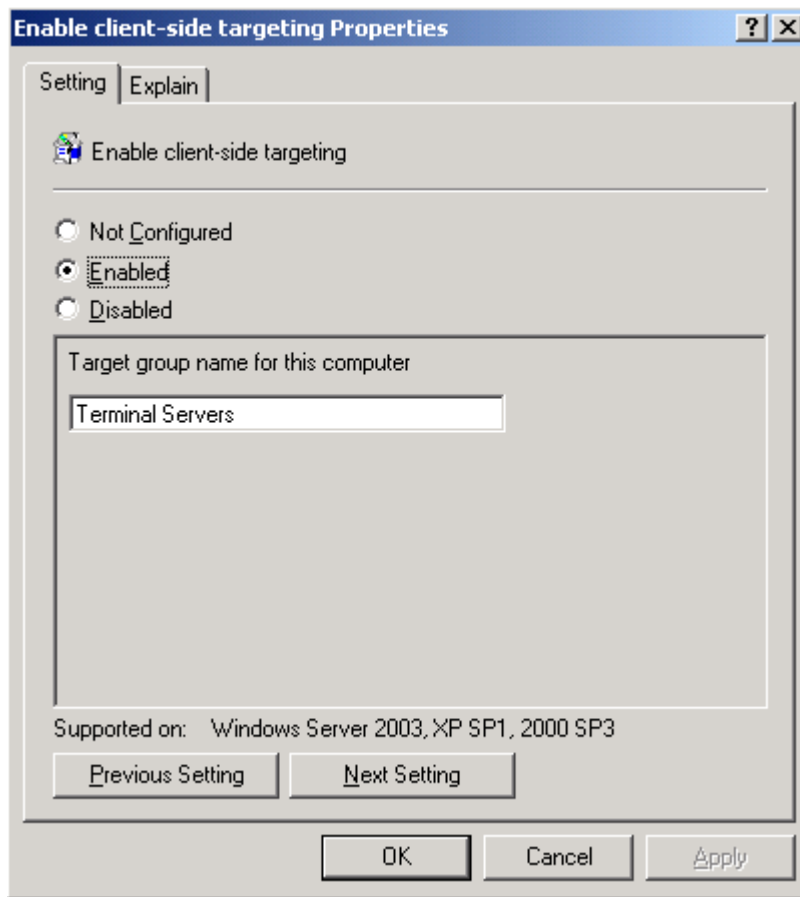 Enable client-side targeting Properties
Setting
Explain
Enable client-side targeting
Not Configured
Enabled
Disabled
Target group name for this computer
Terminal Servers
Supported on: Windows Server 2003, XP SP1, 2000 SP3
Previous Setting Next Setting
OK Cancel Apply